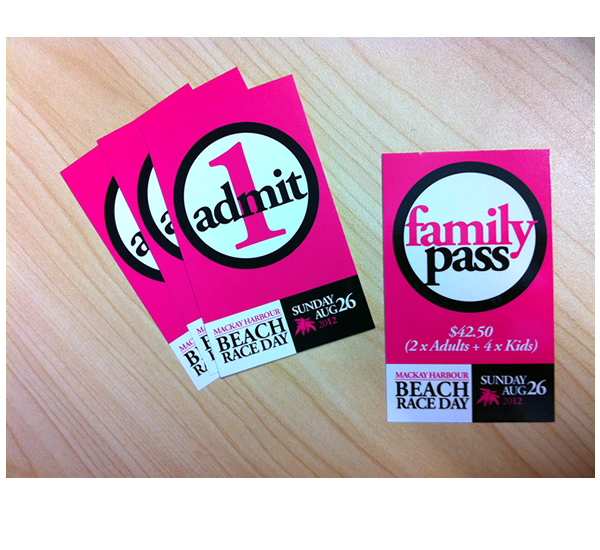 a
a
1
admit
MACKAY HARBOUR
BEACH
RACE DAY
SUNDAY
AUG 26
2012
family
pass
$42.50
(2 x Adults + 4 x Kids)
MACKAY HARBOUR
BEACH
RACE DAY
SUNDAY
AUG 26
2012